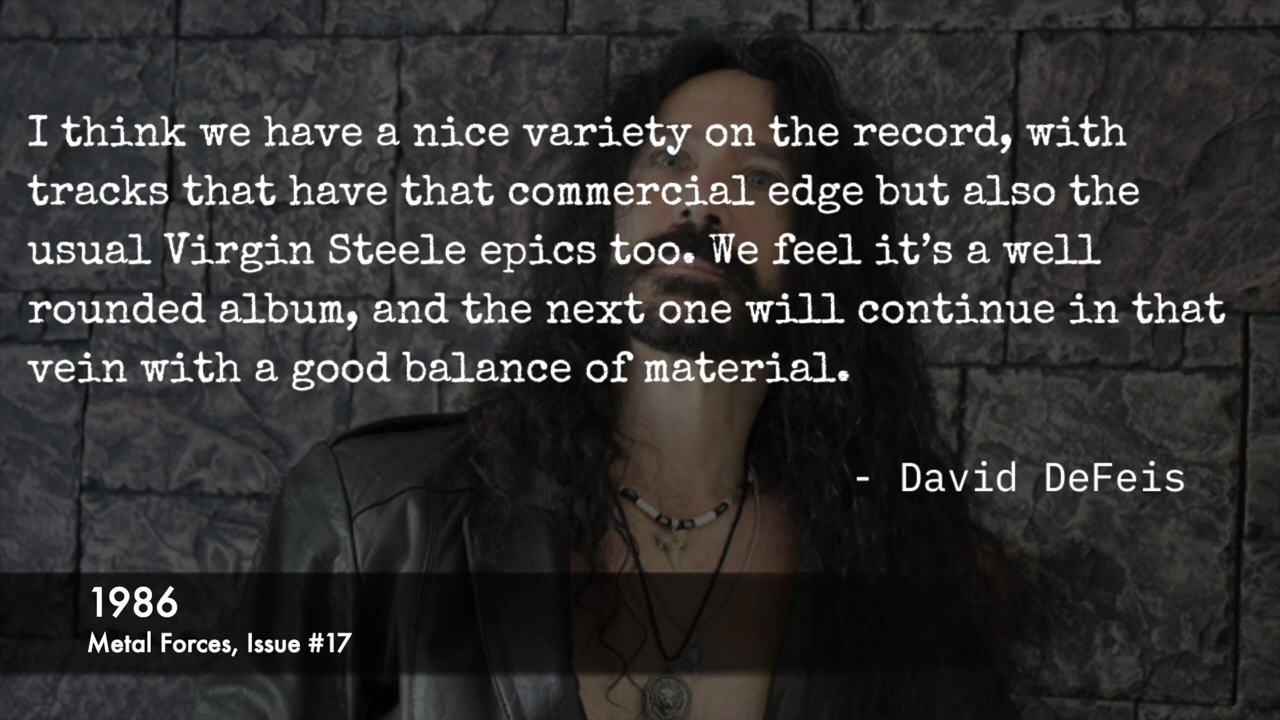 I think we have a nice variety on the record, with
tracks that have that commercial edge but also the
usual Virgin Steele epics too. We feel it’s a well
rounded album, and the next one will continue in that
vein with a good balance of material.
- David DeFeis
1986
Metal Forces, Issue #17